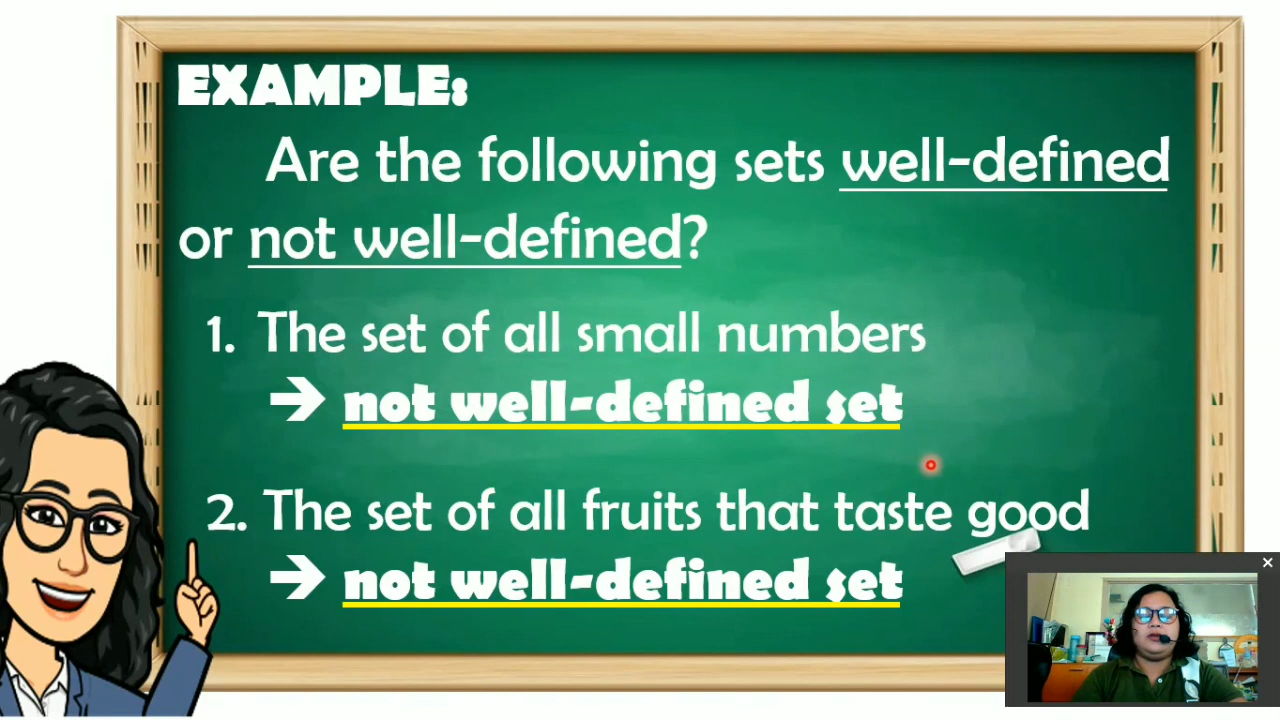 EXAMPLE:
Are the following sets well-defined
or not well-defined?
1. The set of all small numbers
➔ not well-defined set
2. The set of all fruits that taste good
➔ not well-defined set